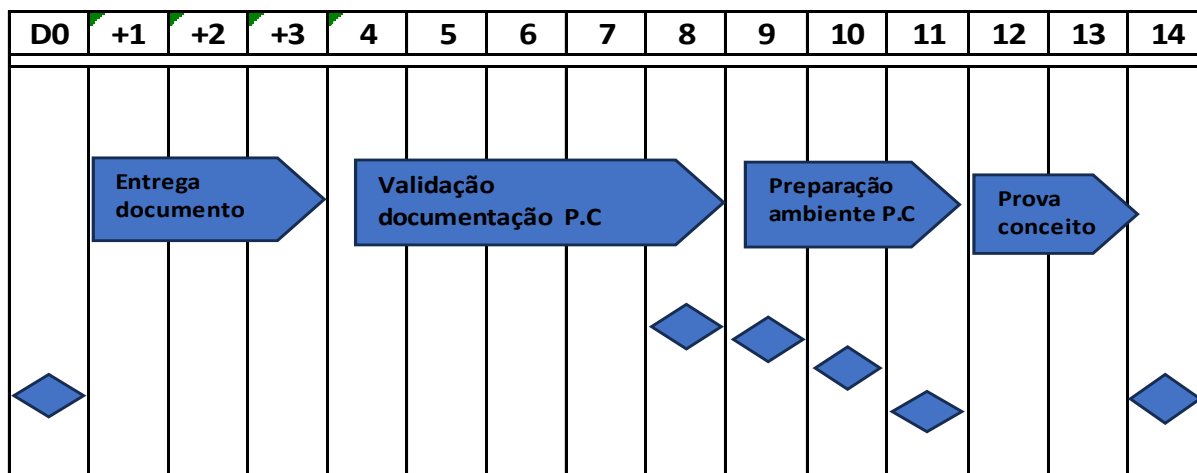 D0 +1 +2 +3 4 5 6 7 8 9 10 11 12 13 14
Entrega
documento
Validação
documentação P.C
Preparação
ambiente P.C
Prova
conceito